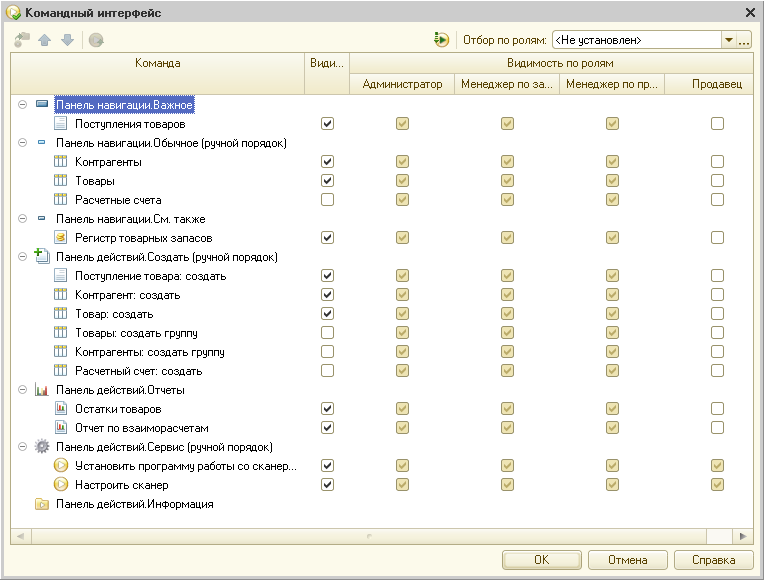 Командный интерфейс
Отбор по ролям: <Не установлен>
Команда Види... Видимость по ролям
Администратор Менеджер по за... Менеджер по пр... Продавец
Панель навигации.Важное
Поступления товаров
Панель навигации.Обычное (ручной порядок)
Контрагенты
Товары
Расчетные счета
Панель навигации.См. также
Регистр товарных запасов
Панель действий.Создать (ручной порядок)
Поступление товара: создать
Контрагент: создать
Товар: создать
Товары: создать группу
Контрагенты: создать группу
Расчетный счет: создать
Панель действий.Отчеты
Остатки товаров
Отчет по взаиморасчетам
Панель действий.Сервис (ручной порядок)
Установить программу работы со сканер...
Настроить сканер
Панель действий.Информация
ОК Отмена Справка